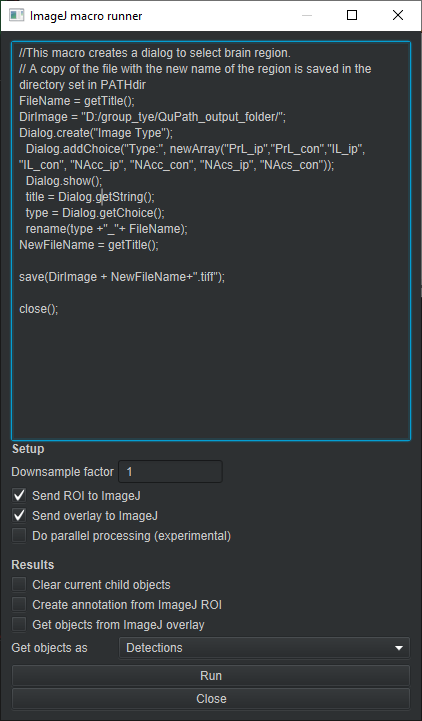 ImageJ macro runner
//This macro creates a dialog to select brain region.
// A copy of the file with the new name of the region is saved in the
directory set in PATHdir
FileName = getTitle();
DirImage = "D:/group_tye/QuPath_output_folder/";
Dialog.create("Image Type");
  Dialog.addChoice("Type:", newArray("PrL_ip","PrL_con","IL_ip",
"IL_con", "NAcc_ip", "NAcc_con", "NAcs_ip", "NAcs_con"));
  Dialog.show();
  title = Dialog.getString();
  type = Dialog.getChoice();
  rename(type +"_"+ FileName);
NewFileName = getTitle();
save(DirImage + NewFileName+".tiff");
close();
Setup
Downsample factor 1
Send ROI to ImageJ
Send overlay to ImageJ
Do parallel processing (experimental)
Results
Clear current child objects
Create annotation from ImageJ ROI
Get objects from ImageJ overlay
Get objects as Detections
Run
Close